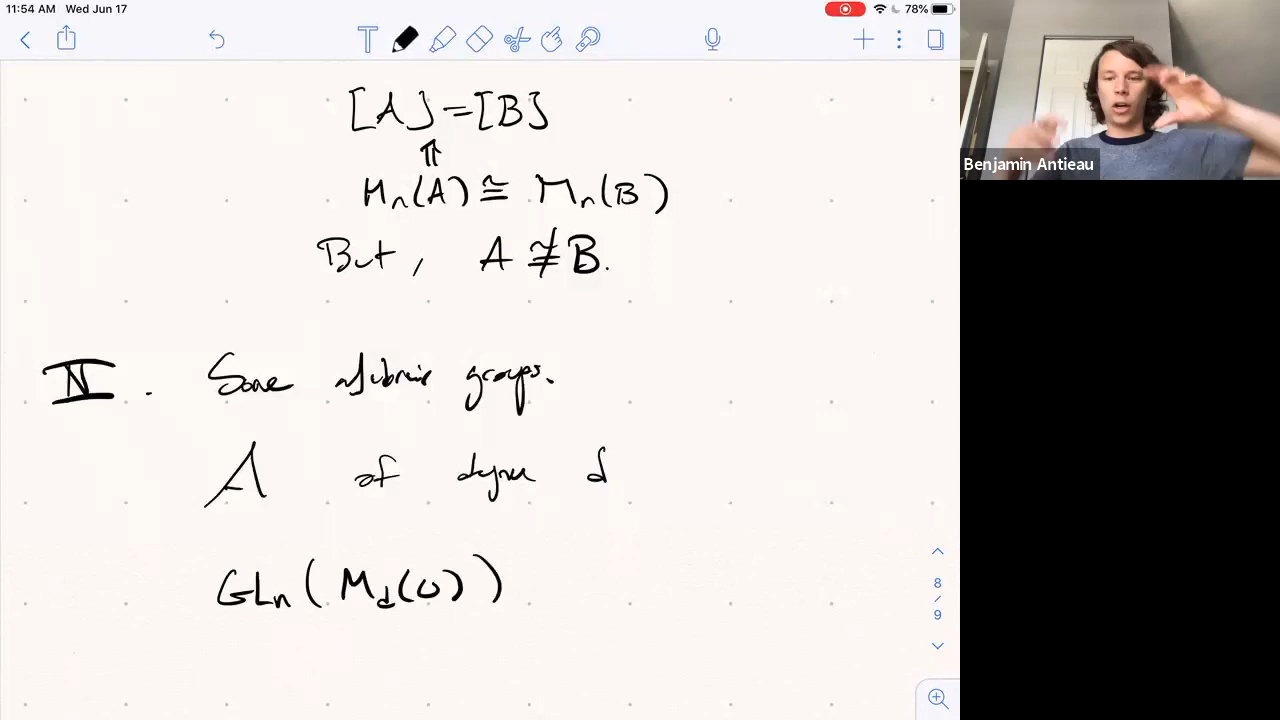 11:54 AM Wed Jun 17
78%
[A] = [B]
⇑
Mn(A) ≅ Mn(B)
But, A ≇ B.
IV. Some algebraic groups.
A of degree d
GLn(Md(O))
8
/
9
Benjamin Antieau